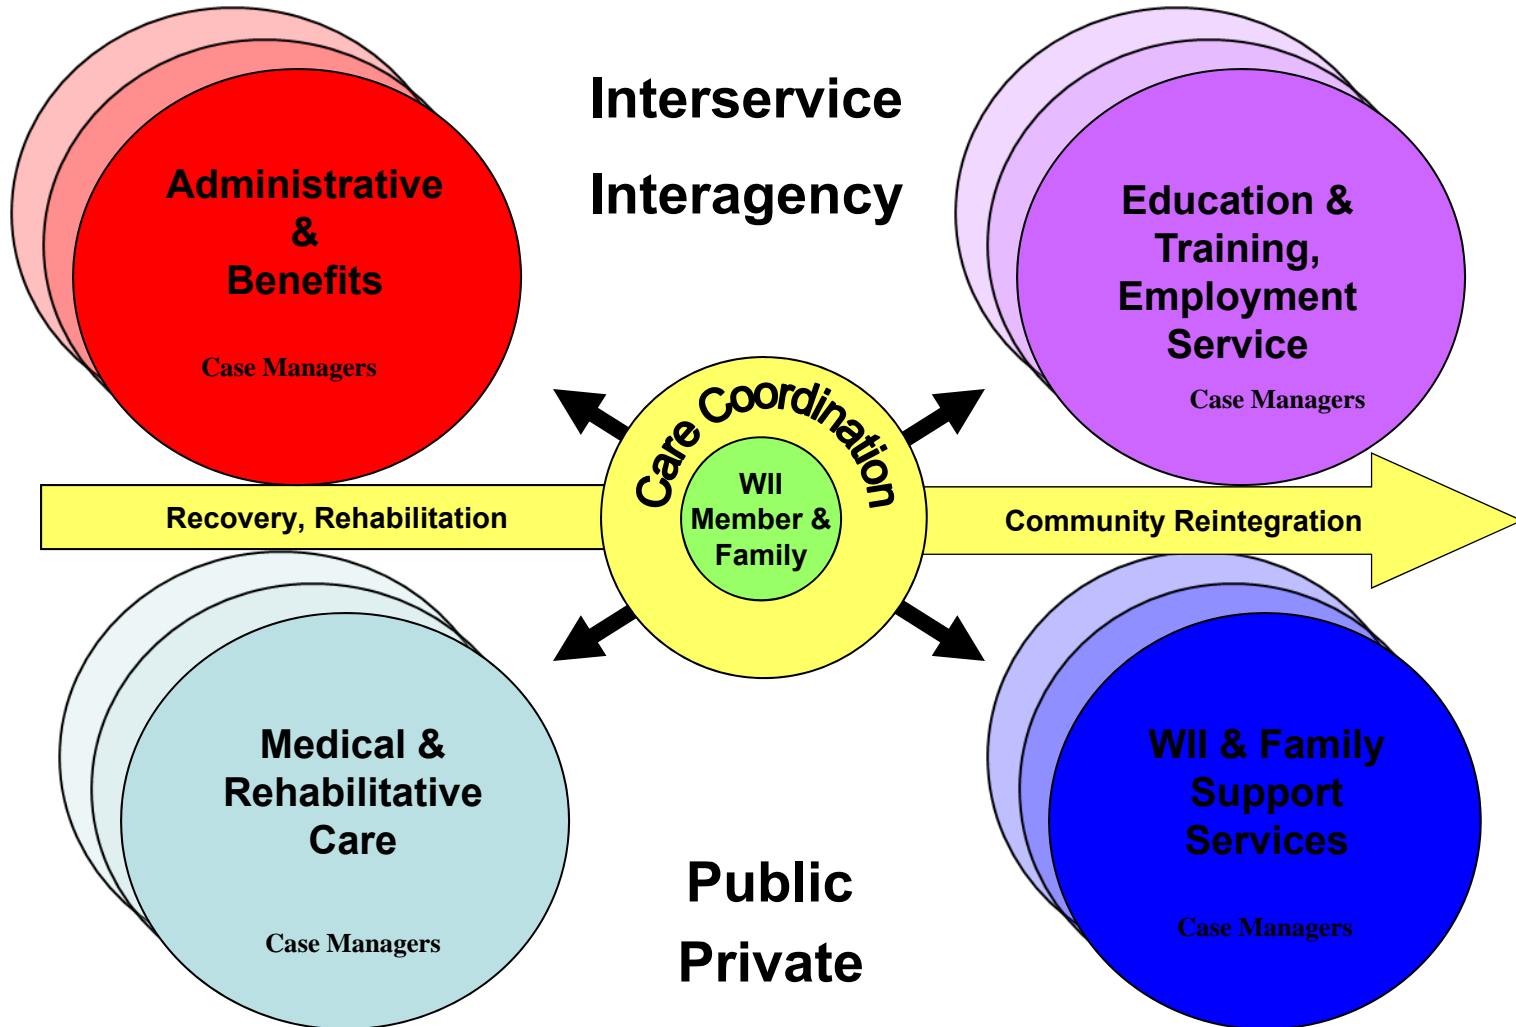 Interservice
Interagency
Administrative
&
Benefits
Case Managers
Education &
Training,
Employment
Service
Case Managers
Care Coordination
WII
Member &
Family
Recovery, Rehabilitation
Community Reintegration
Medical &
Rehabilitative
Care
Case Managers
WII & Family
Support
Services
Case Managers
Public
Private